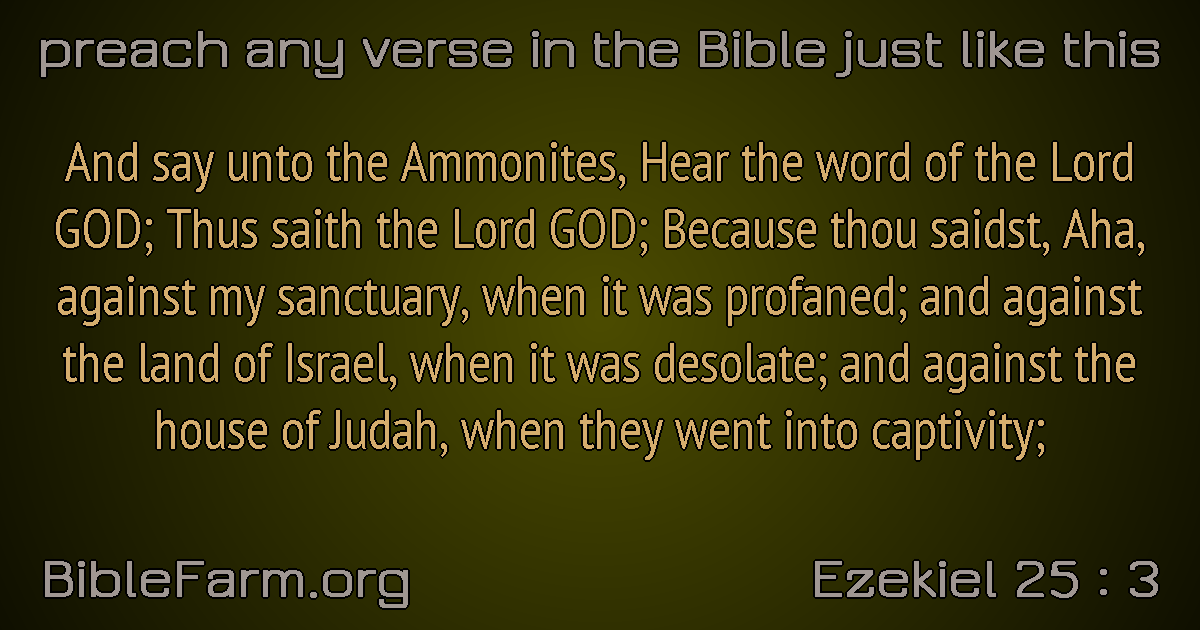 preach any verse in the Bible just like this
And say unto the Ammonites, Hear the word of the Lord
GOD; Thus saith the Lord GOD; Because thou saidst, Aha,
against my sanctuary, when it was profaned; and against
the land of Israel, when it was desolate; and against the
house of Judah, when they went into captivity;
BibleFarm.org
Ezekiel 25 : 3